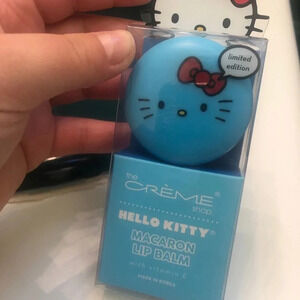 limited
edition
the
CRÈME
shop
HELLO KITTY®
MACARON
LIP BALM
with vitamin E
MADE IN KOREA